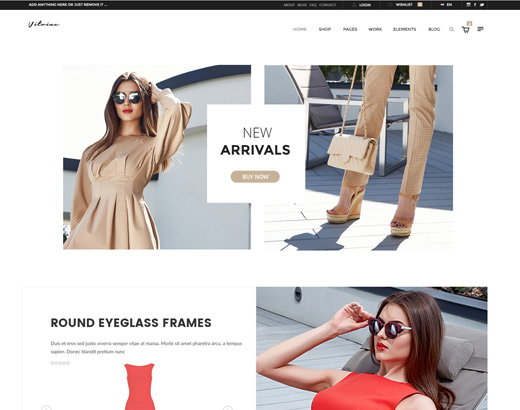 ADD ANYTHING HERE OR JUST REMOVE IT ...
ABOUT BLOG FAQ CONTACT LOGIN WISHLIST EN
Vitrine
HOME SHOP PAGES WORK ELEMENTS BLOG
NEW
ARRIVALS
BUY NOW
ROUND EYEGLASS FRAMES
Duis et eros sed justo viverra semper vitae at massa. Morbi sit amet pharetra arcu, a tempus
sapien. Donec blandit pretium nunc